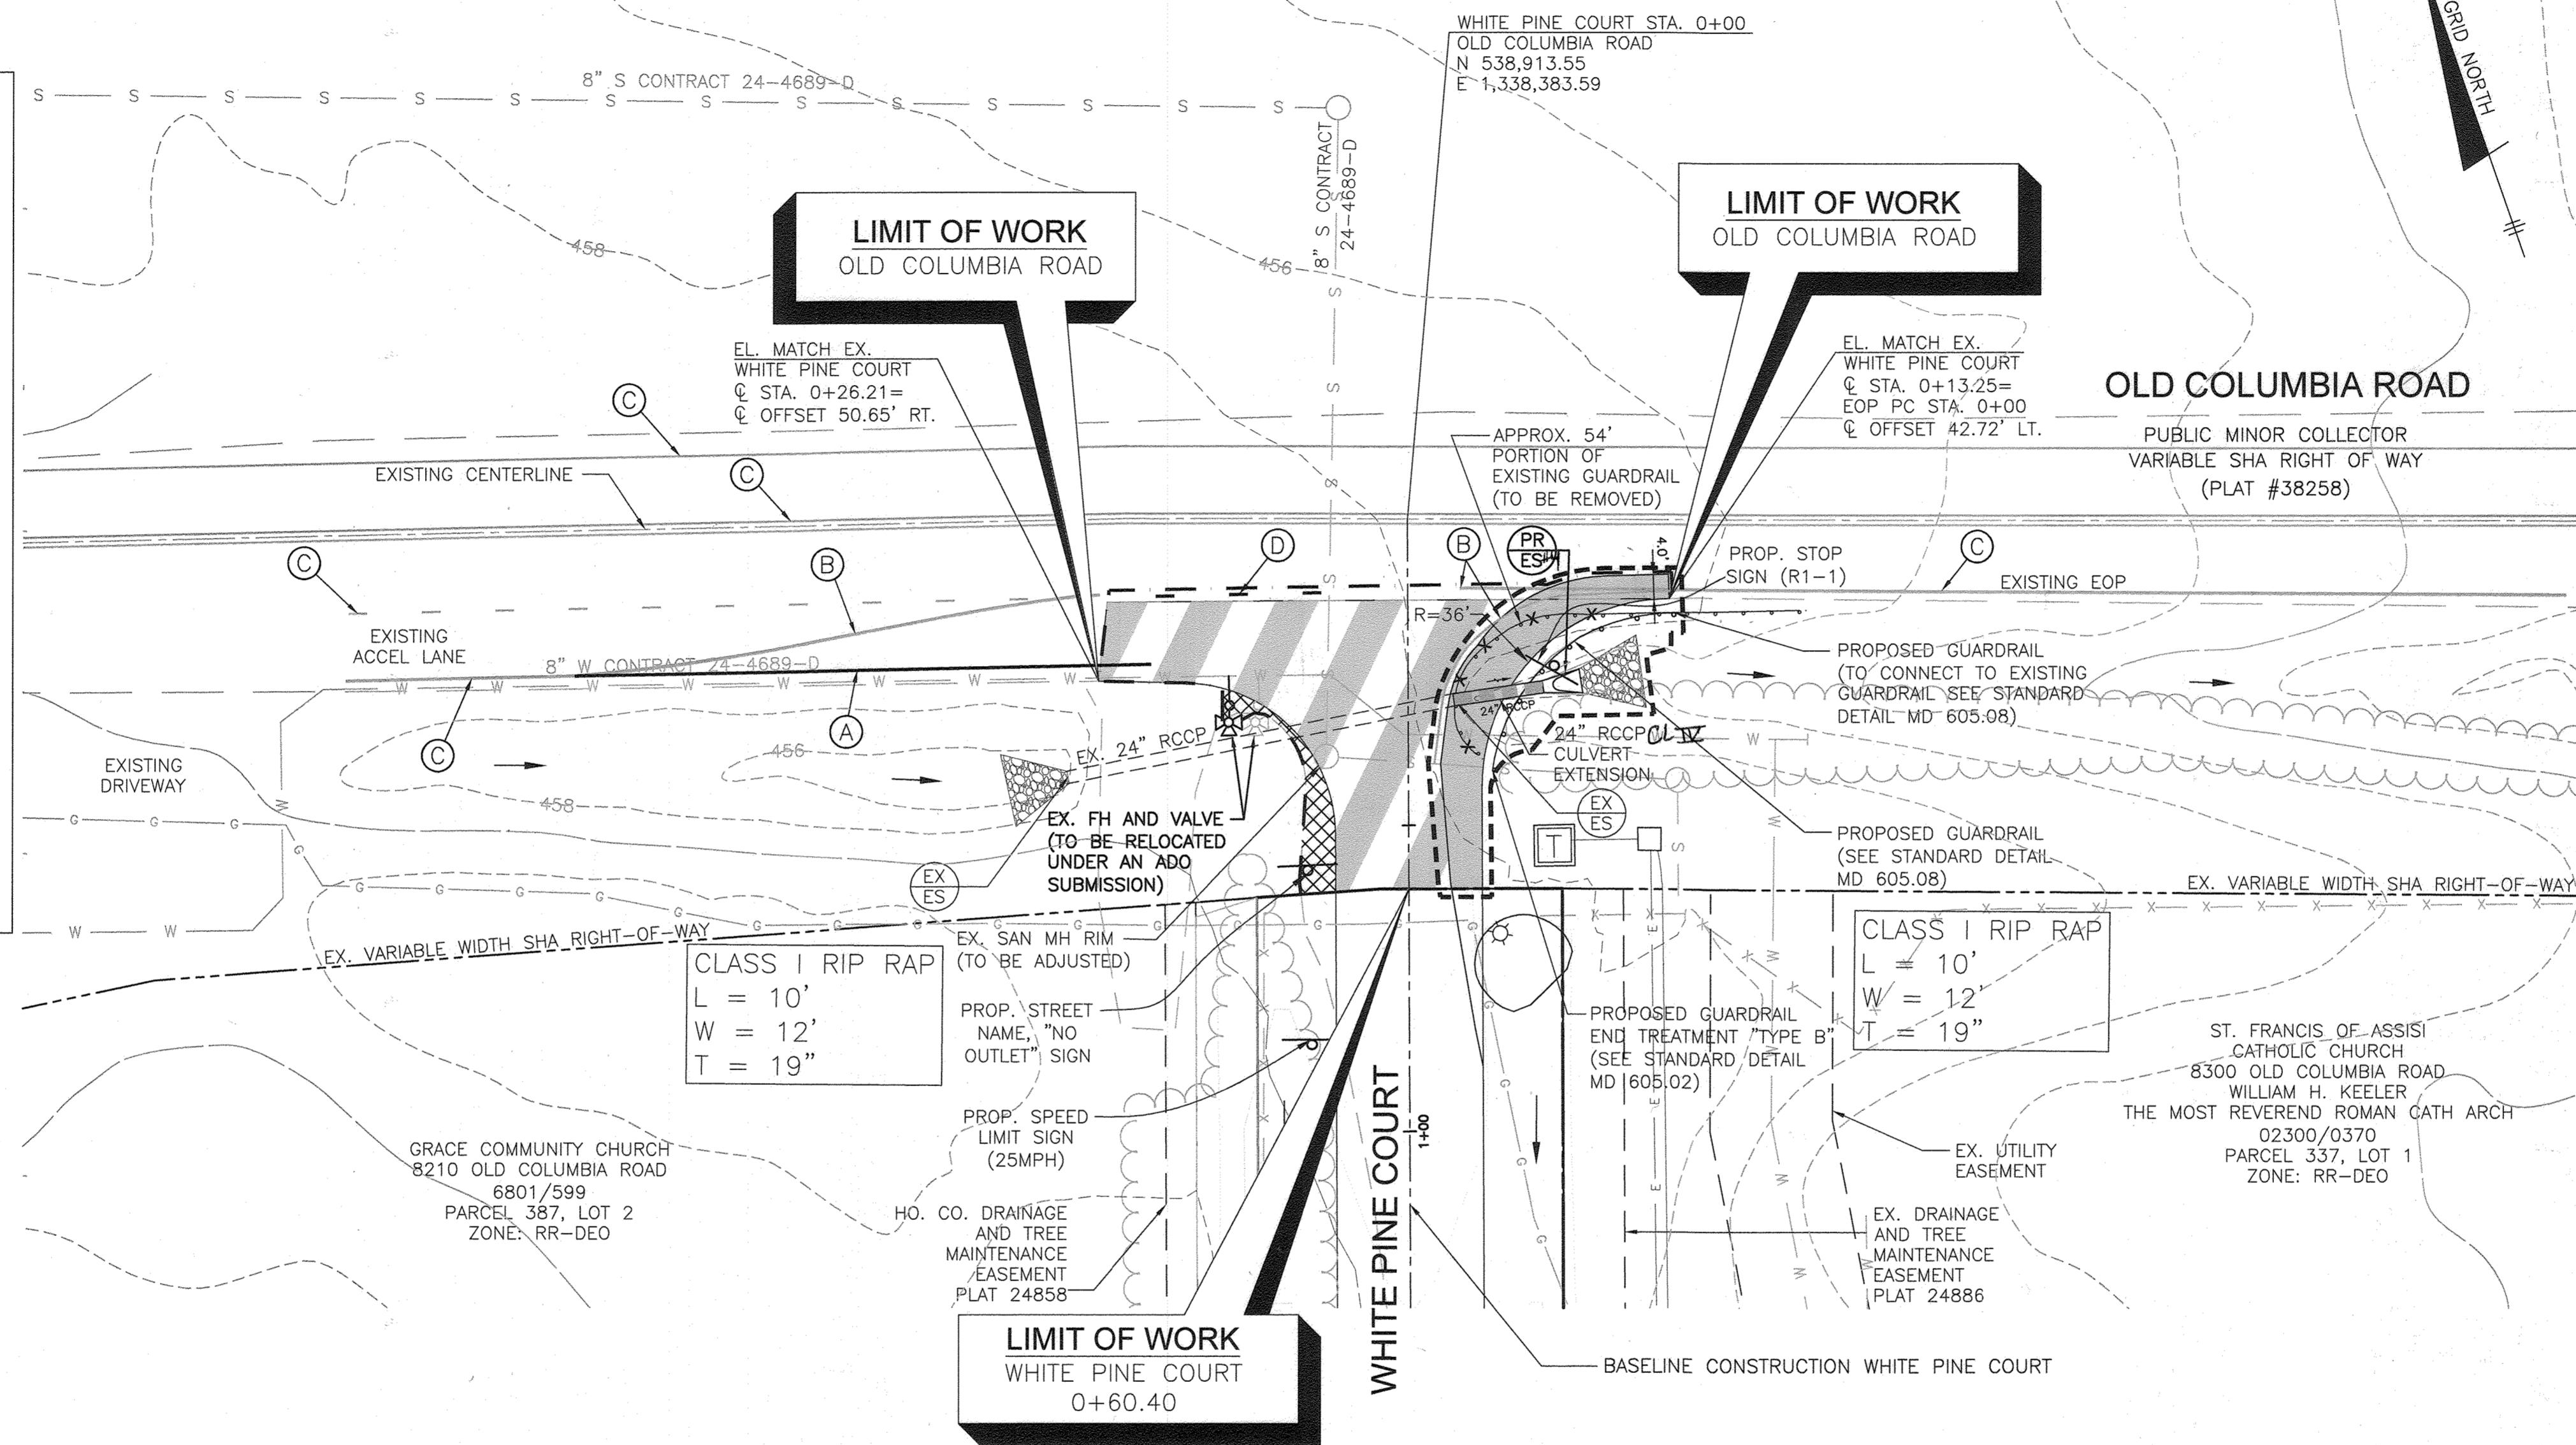 WHITE PINE COURT STA. 0+00
OLD COLUMBIA ROAD
N 538,913.55
E 1,338,383.59
GRID NORTH
8" S CONTRACT 24-4689-D
8" S CONTRACT
24-4689-D
LIMIT OF WORK
OLD COLUMBIA ROAD
LIMIT OF WORK
OLD COLUMBIA ROAD
458
456
EL. MATCH EX.
WHITE PINE COURT
℄ STA. 0+26.21=
℄ OFFSET 50.65' RT.
EL. MATCH EX.
WHITE PINE COURT
℄ STA. 0+13.25=
EOP PC STA. 0+00
℄ OFFSET 42.72' LT.
OLD COLUMBIA ROAD
PUBLIC MINOR COLLECTOR
VARIABLE SHA RIGHT OF WAY
(PLAT #38258)
C
EXISTING CENTERLINE
C
APPROX. 54'
PORTION OF
EXISTING GUARDRAIL
(TO BE REMOVED)
C
B
D
B
PR
ES
4.0'
PROP. STOP
SIGN (R1-1)
C
EXISTING EOP
R=36'
EXISTING
ACCEL LANE
8" W CONTRACT 24-4689-D
C
A
PROPOSED GUARDRAIL
(TO CONNECT TO EXISTING
GUARDRAIL SEE STANDARD
DETAIL MD 605.08)
24" RCCP
24" RCCP CL IV
CULVERT
EXTENSION
EX. 24" RCCP
EXISTING
DRIVEWAY
456
458
EX. FH AND VALVE
(TO BE RELOCATED
UNDER AN ADO
SUBMISSION)
EX
ES
EX
ES
T
PROPOSED GUARDRAIL
(SEE STANDARD DETAIL
MD 605.08)
EX. VARIABLE WIDTH SHA RIGHT-OF-WAY
EX. VARIABLE WIDTH SHA RIGHT-OF-WAY
EX. SAN MH RIM
(TO BE ADJUSTED)
CLASS I RIP RAP
L = 10'
W = 12'
T = 19"
CLASS I RIP RAP
L = 10'
W = 12'
T = 19"
PROP. STREET
NAME, "NO
OUTLET" SIGN
PROPOSED GUARDRAIL
END TREATMENT "TYPE B"
(SEE STANDARD DETAIL
MD 605.02)
ST. FRANCIS OF ASSISI
CATHOLIC CHURCH
8300 OLD COLUMBIA ROAD
WILLIAM H. KEELER
THE MOST REVEREND ROMAN CATH ARCH
02300/0370
PARCEL 337, LOT 1
ZONE: RR-DEO
PROP. SPEED
LIMIT SIGN
(25MPH)
GRACE COMMUNITY CHURCH
8210 OLD COLUMBIA ROAD
6801/599
PARCEL 387, LOT 2
ZONE: RR-DEO
WHITE PINE COURT
1+00
EX. UTILITY
EASEMENT
HO. CO. DRAINAGE
AND TREE
MAINTENANCE
EASEMENT
PLAT 24858
EX. DRAINAGE
AND TREE
MAINTENANCE
EASEMENT
PLAT 24886
LIMIT OF WORK
WHITE PINE COURT
0+60.40
BASELINE CONSTRUCTION WHITE PINE COURT